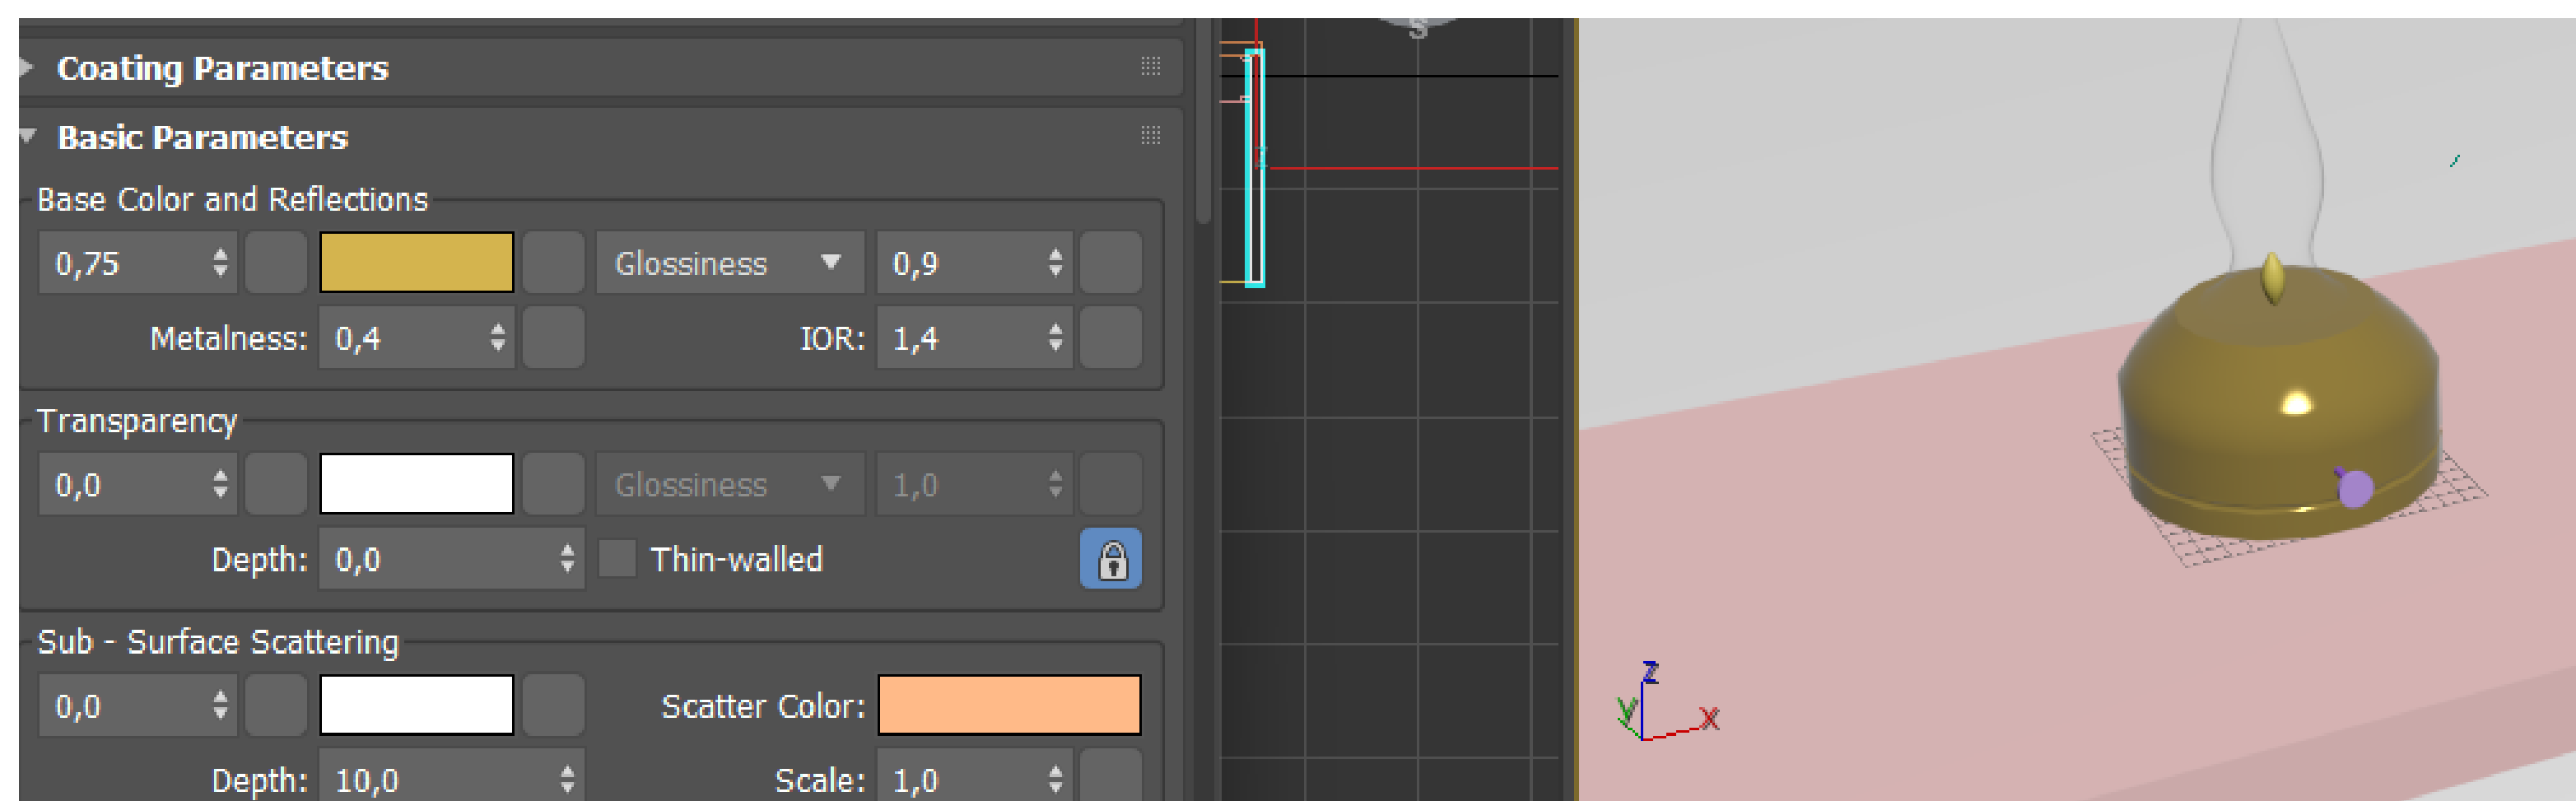 Coating Parameters
Basic Parameters
Base Color and Reflections
0,75 Glossiness 0,9
Metalness: 0,4 IOR: 1,4
Transparency
0,0 Glossiness 1,0
Depth: 0,0 Thin-walled
Sub - Surface Scattering
0,0 Scatter Color:
Depth: 10,0 Scale: 1,0
S
Z
Y X